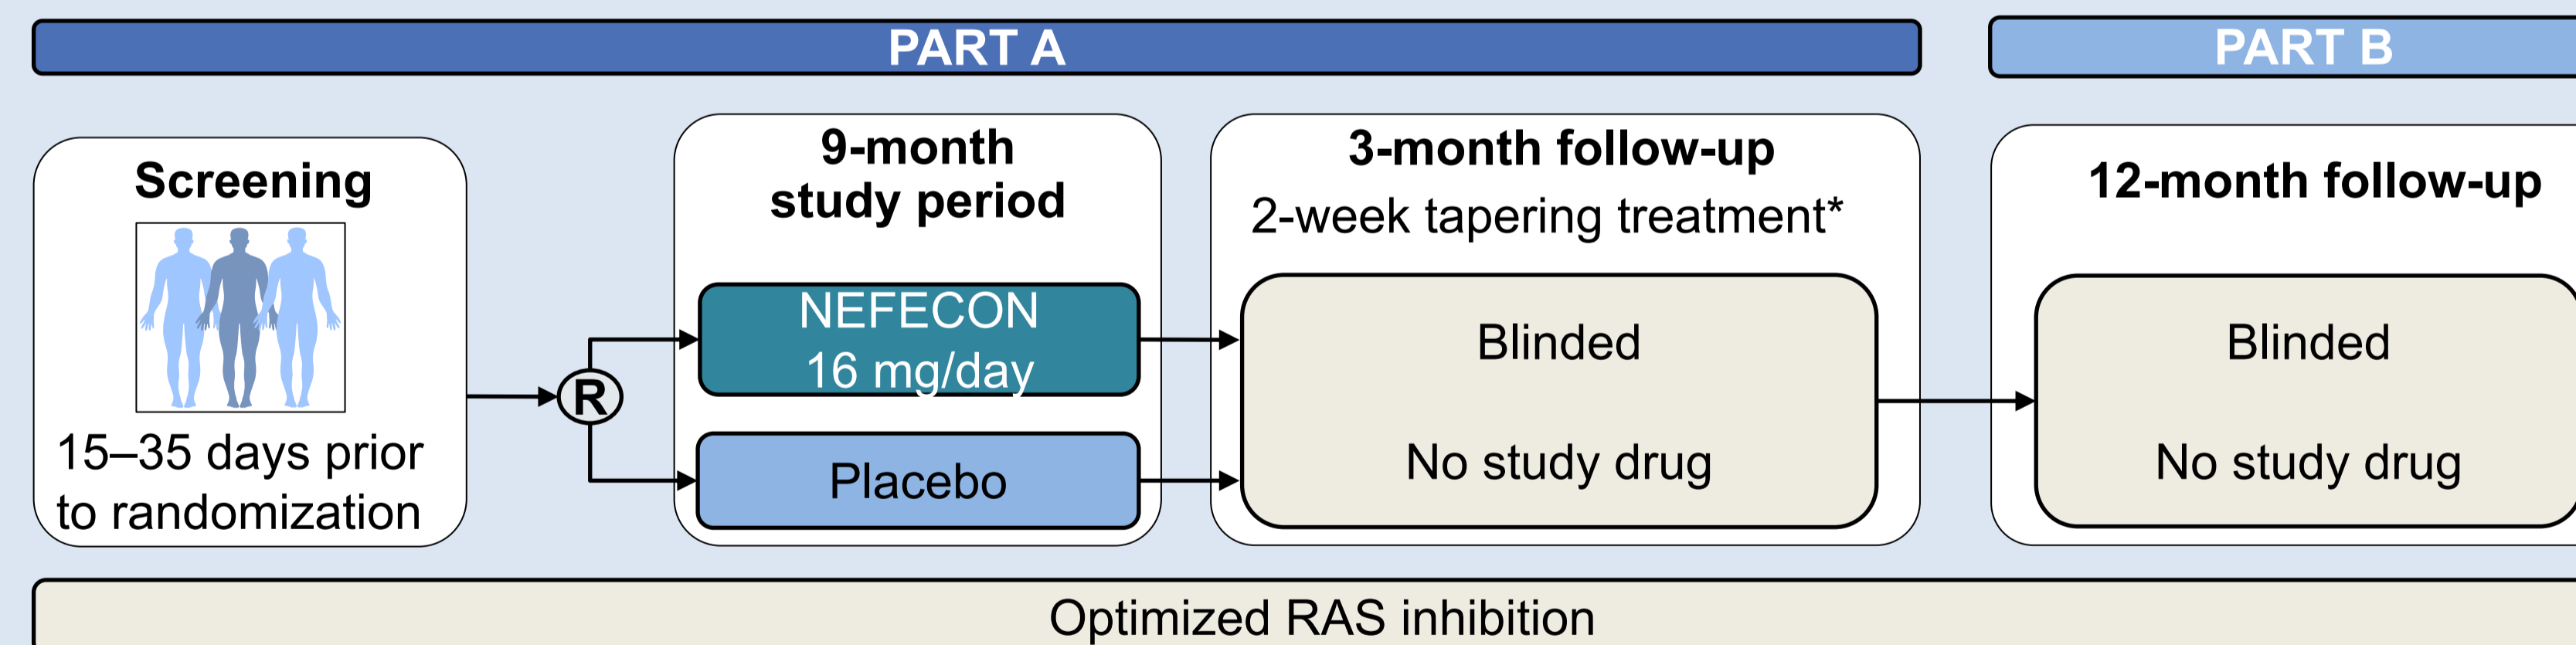 PART A
PART B
Screening
15–35 days prior
to randomization
R
9-month
study period
NEFECON
16 mg/day
Placebo
3-month follow-up
2-week tapering treatment*
Blinded
No study drug
12-month follow-up
Blinded
No study drug
Optimized RAS inhibition